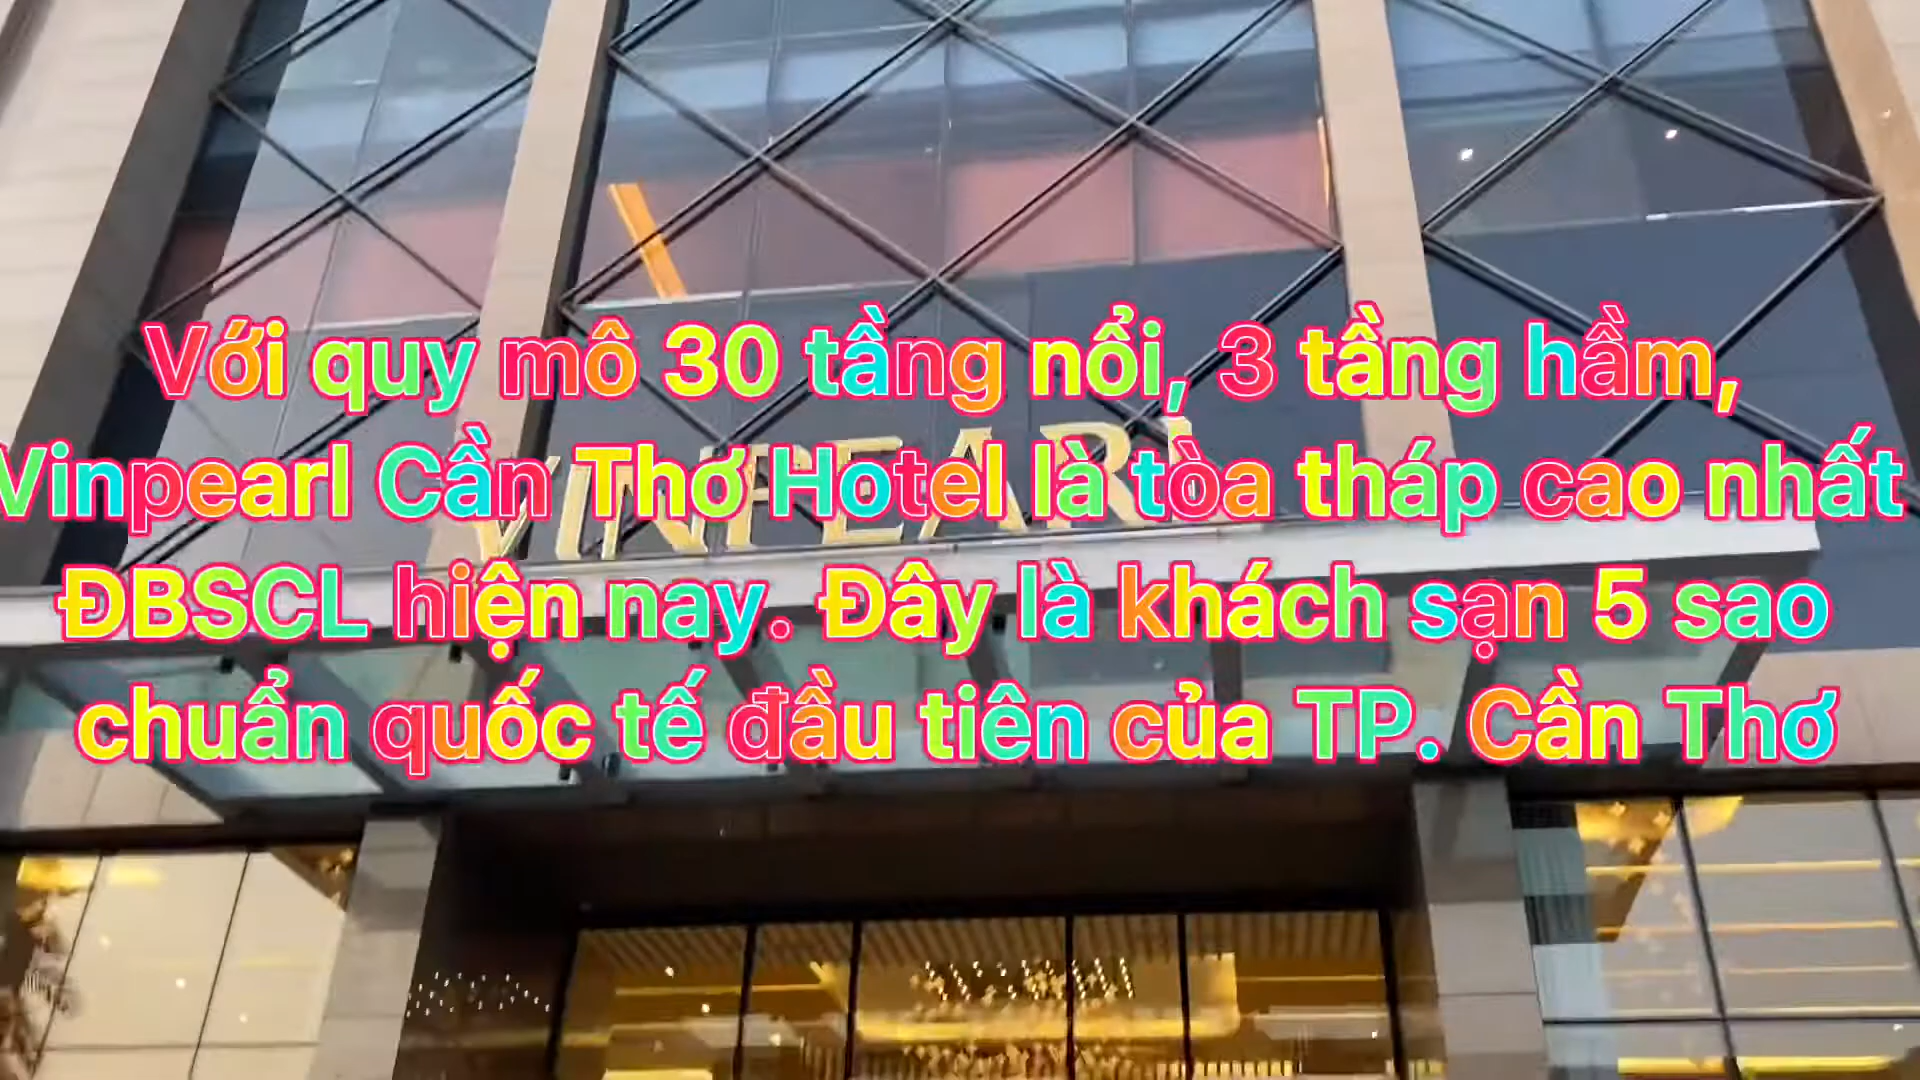 Với quy mô 30 tầng nổi, 3 tầng hầm,
Vinpearl Cần Thơ Hotel là tòa tháp cao nhất
ĐBSCL hiện nay. Đây là khách sạn 5 sao
chuẩn quốc tế đầu tiên của TP. Cần Thơ
VINPEARL